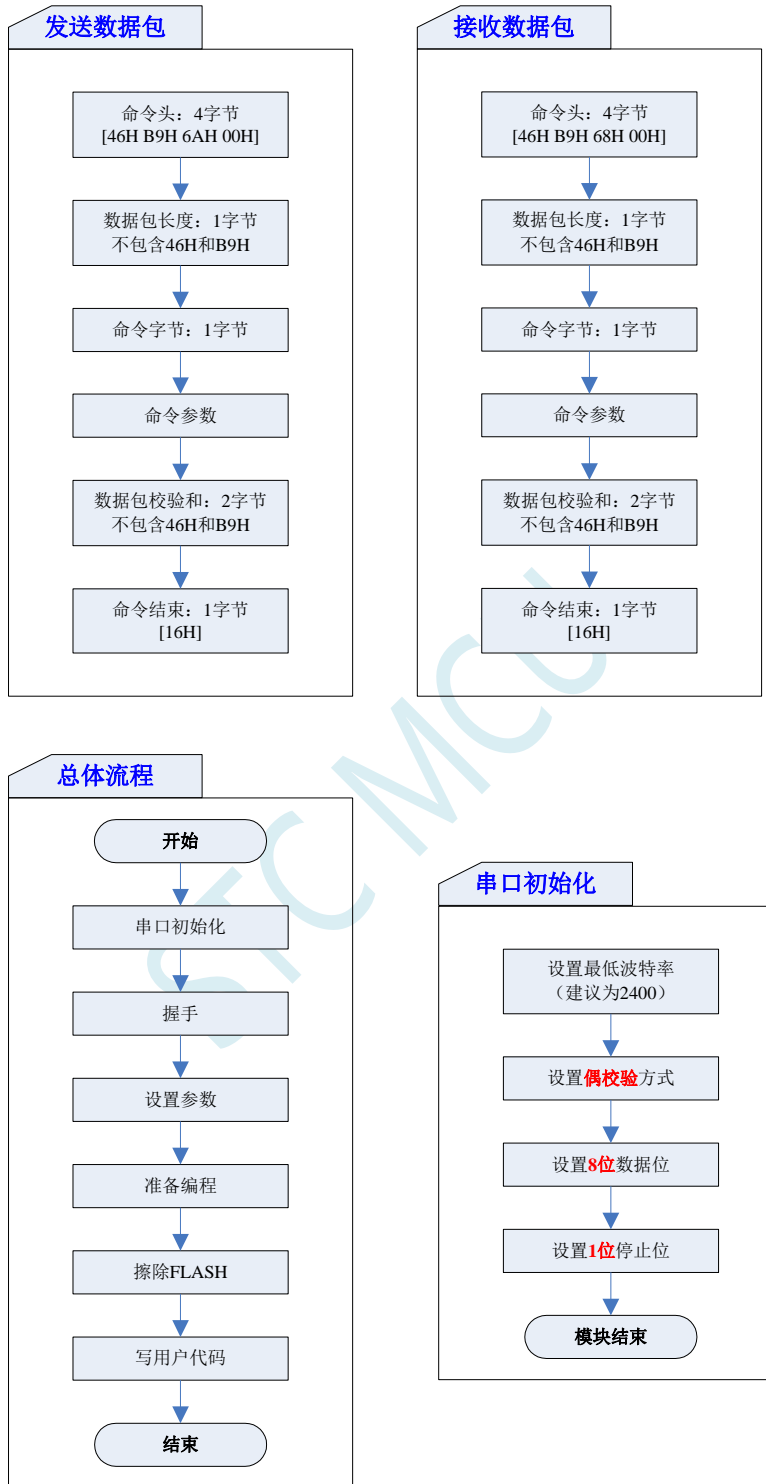 发送数据包
命令头：4字节
[46H B9H 6AH 00H]
数据包长度：1字节
不包含46H和B9H
命令字节：1字节
命令参数
数据包校验和：2字节
不包含46H和B9H
命令结束：1字节
[16H]
接收数据包
命令头：4字节
[46H B9H 68H 00H]
数据包长度：1字节
不包含46H和B9H
命令字节：1字节
命令参数
数据包校验和：2字节
不包含46H和B9H
命令结束：1字节
[16H]
STC MCU
总体流程
开始
串口初始化
握手
设置参数
准备编程
擦除FLASH
写用户代码
结束
串口初始化
设置最低波特率
（建议为2400）
设置偶校验方式
设置8位数据位
设置1位停止位
模块结束